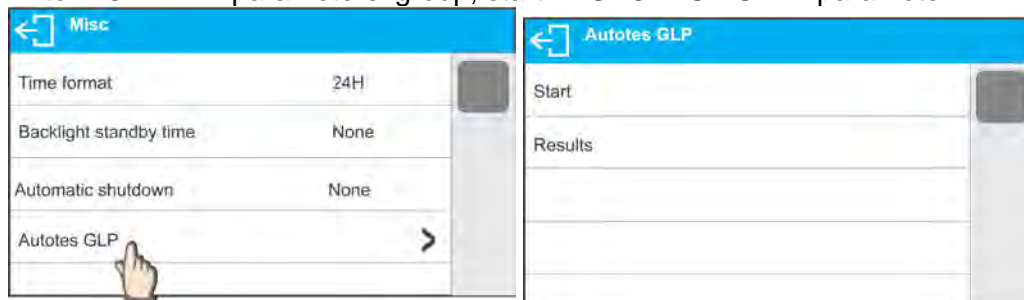 Misc
Time format 24H
Backlight standby time None
Automatic shutdown None
Autotes GLP >
Autotes GLP
Start
Results